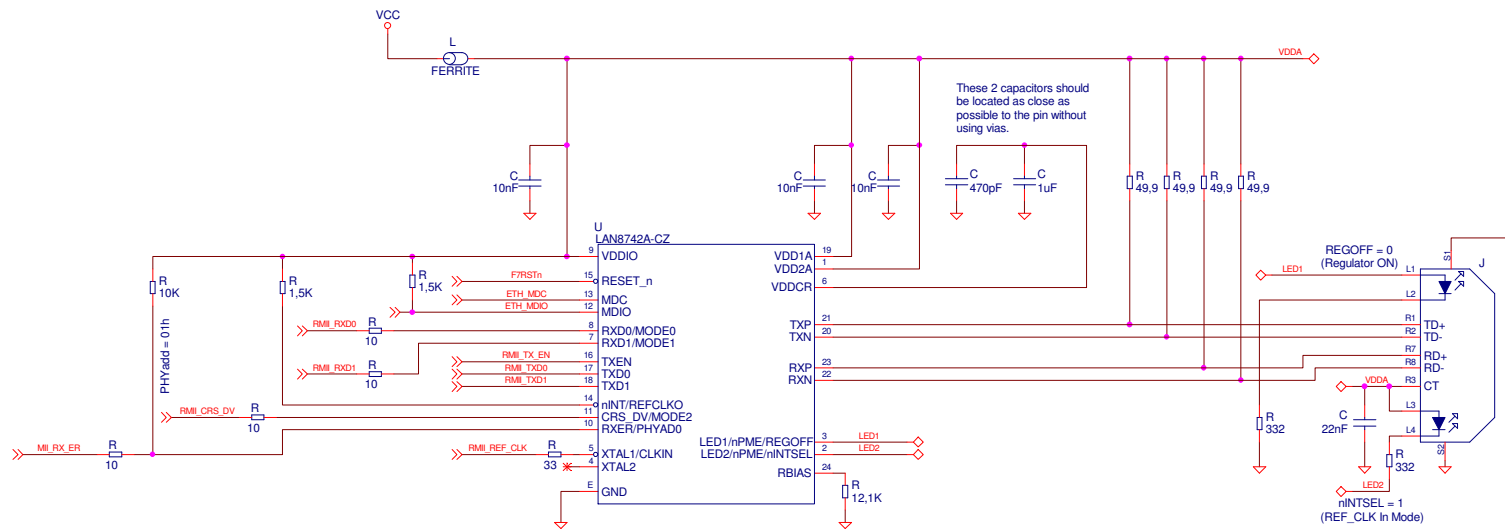 VCC
L
FERRITE
VDDA
These 2 capacitors should
be located as close as
possible to the pin without
using vias.
C
10nF
C
10nF
C
10nF
C
470pF
C
1uF
R
49,9
R
49,9
R
49,9
R
49,9
U
LAN8742A-CZ
9
VDDIO
F7RSTn
15
RESET_n
ETH_MDC
13
MDC
ETH_MDIO
12
MDIO
RMII_RXD0
R
10
8
RXD0/MODE0
7
RXD1/MODE1
RMII_RXD1
R
10
RMII_TX_EN
16
TXEN
RMII_TXD0
17
TXD0
RMII_TXD1
18
TXD1
14
nINT/REFCLKO
RMII_CRS_DV
R
10
11
CRS_DV/MODE2
10
RXER/PHYAD0
MII_RX_ER
R
10
RMII_REF_CLK
R
33
5
XTAL1/CLKIN
4
XTAL2
E
GND
R
10K
PHYadd = 01h
R
1,5K
R
1,5K
VDD1A
19
VDD2A
1
VDDCR
6
TXP
21
TXN
20
RXP
23
RXN
22
LED1/nPME/REGOFF
3
LED1
LED2/nPME/nINTSEL
2
LED2
RBIAS
24
R
12,1K
REGOFF = 0
(Regulator ON)
LED1
L1
L2
S1
J
R1
TD+
R2
TD-
R7
RD+
R8
RD-
VDDA
R3
CT
L3
L4
S2
C
22nF
R
332
R
332
LED2
nINTSEL = 1
(REF_CLK In Mode)